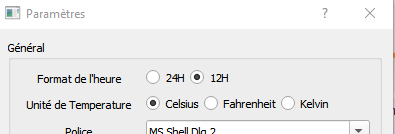 Paramètres ?
Général
Format de l'heure 24H 12H
Unité de Temperature Celsius Fahrenheit Kelvin
Police MS Shell Dlg 2